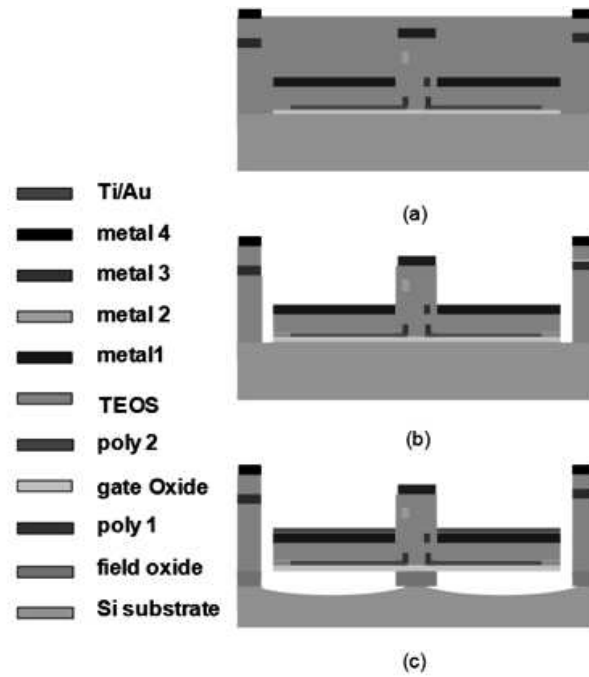 Ti/Au
metal 4
metal 3
metal 2
metal1
TEOS
poly 2
gate Oxide
poly 1
field oxide
Si substrate
(a)
(b)
(c)